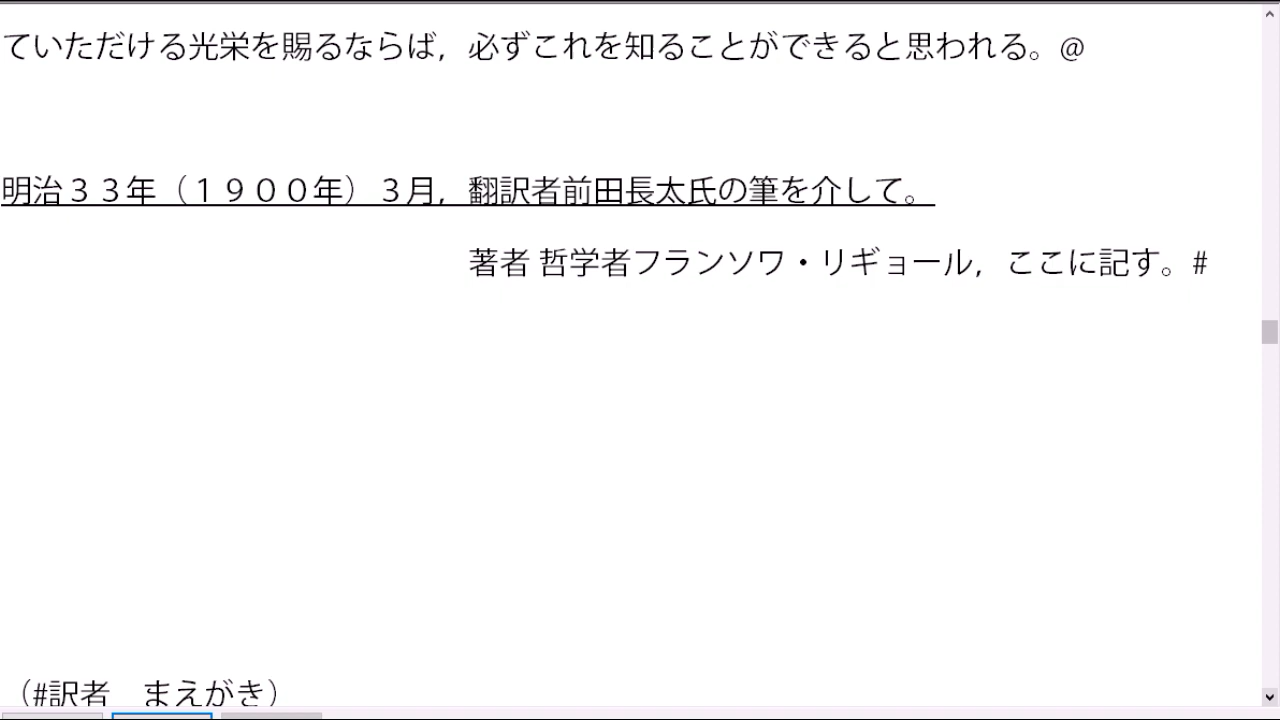 ていただける光栄を賜るならば，必ずこれを知ることができると思われる。@
明治３３年（１９００年）３月，翻訳者前田長太氏の筆を介して。
著者 哲学者フランソワ・リギョール，ここに記す。#
（#訳者　まえがき）